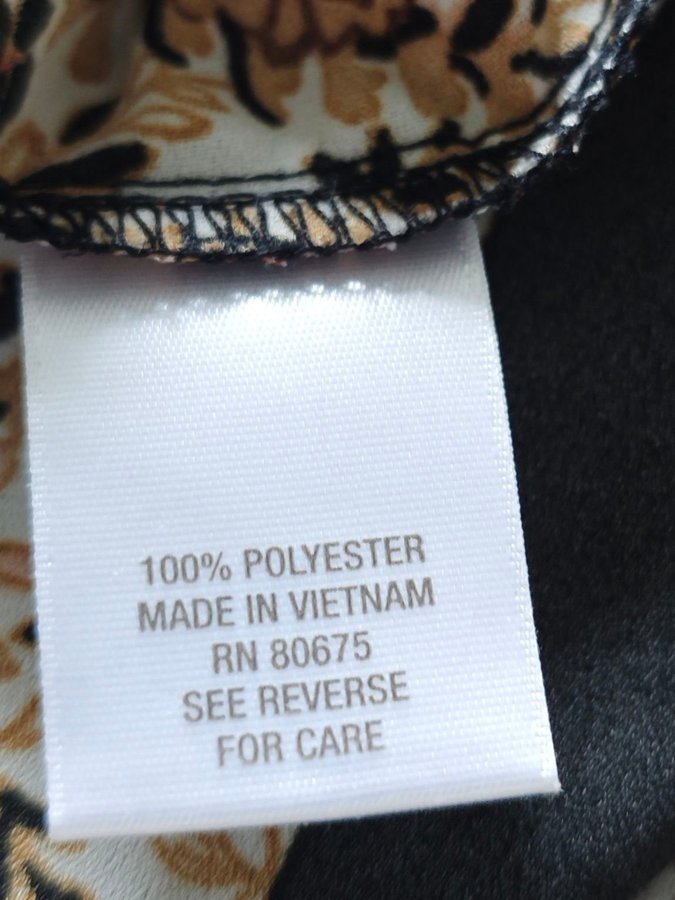 100% POLYESTER
MADE IN VIETNAM
RN 80675
SEE REVERSE
FOR CARE